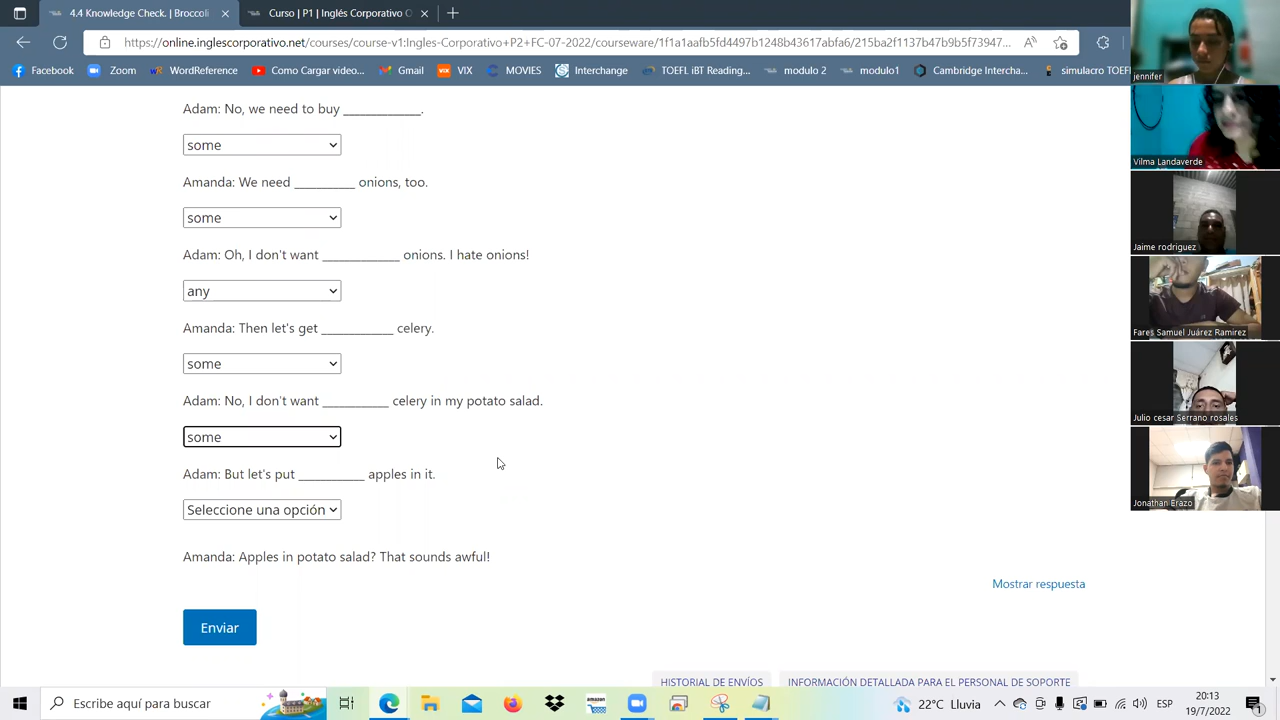 4.4 Knowledge Check. | Broccoli
Curso | P1 | Inglés Corporativo O
https://online.inglescorporativo.net/courses/course-v1:Ingles-Corporativo+P2+FC-07-2022/courseware/1f1a1aafb5fd4497b1248b43617abfa6/215ba2f1137b47b9b5f73947...
Facebook
Zoom
WordReference
Como Cargar video...
Gmail
VIX
MOVIES
Interchange
TOEFL iBT Reading...
modulo 2
modulo1
Cambridge Intercha...
simulacro TOEFL
Adam: No, we need to buy ______________.
some
Amanda: We need ___________ onions, too.
some
Adam: Oh, I don't want ______________ onions. I hate onions!
any
Amanda: Then let's get _____________ celery.
some
Adam: No, I don't want ____________ celery in my potato salad.
some
Adam: But let's put ____________ apples in it.
Seleccione una opción
Amanda: Apples in potato salad? That sounds awful!
Mostrar respuesta
Enviar
HISTORIAL DE ENVÍOS
INFORMACIÓN DETALLADA PARA EL PERSONAL DE SOPORTE
jennifer
Vilma Landaverde
Jaime rodriguez
Fares Samuel Juárez Ramirez
Julio cesar Serrano rosales
Jonathan Erazo
Escribe aquí para buscar
22°C Lluvia
ESP
20:13
19/7/2022
1